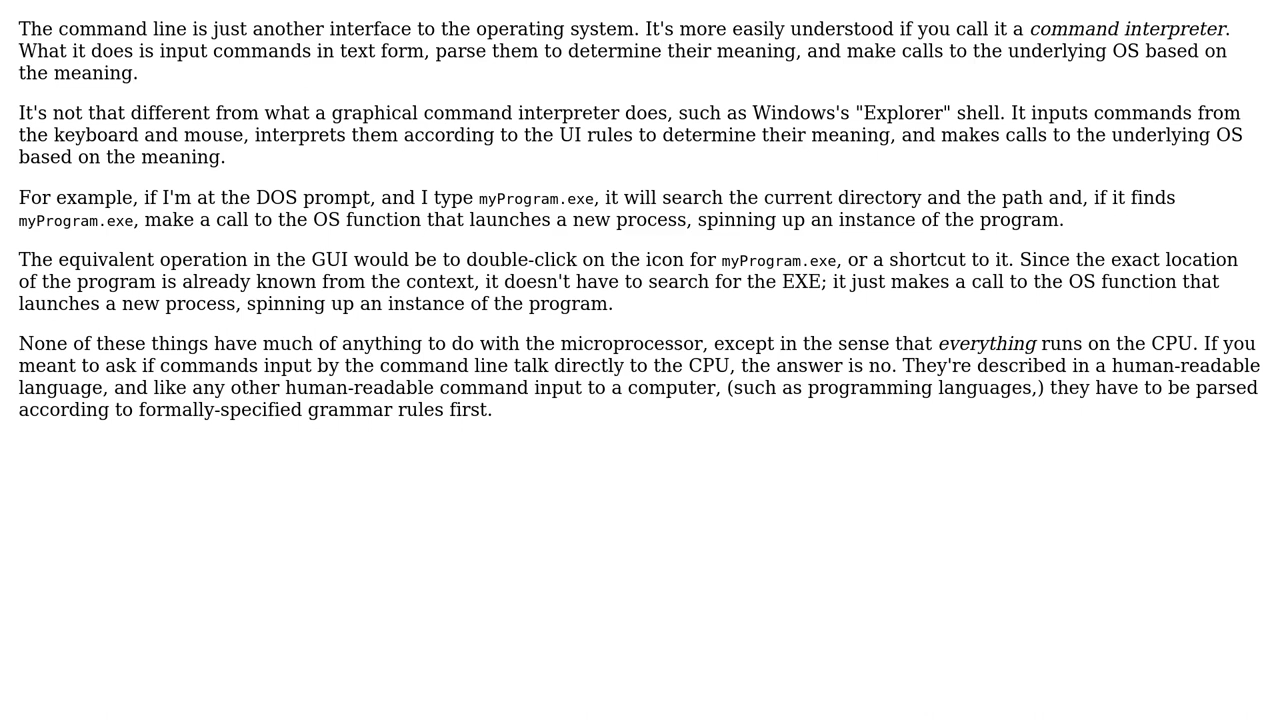 The command line is just another interface to the operating system. It's more easily understood if you call it a command interpreter.
What it does is input commands in text form, parse them to determine their meaning, and make calls to the underlying OS based on
the meaning.
It's not that different from what a graphical command interpreter does, such as Windows's "Explorer" shell. It inputs commands from
the keyboard and mouse, interprets them according to the UI rules to determine their meaning, and makes calls to the underlying OS
based on the meaning.
For example, if I'm at the DOS prompt, and I type myProgram.exe, it will search the current directory and the path and, if it finds
myProgram.exe, make a call to the OS function that launches a new process, spinning up an instance of the program.
The equivalent operation in the GUI would be to double-click on the icon for myProgram.exe, or a shortcut to it. Since the exact location
of the program is already known from the context, it doesn't have to search for the EXE; it just makes a call to the OS function that
launches a new process, spinning up an instance of the program.
None of these things have much of anything to do with the microprocessor, except in the sense that everything runs on the CPU. If you
meant to ask if commands input by the command line talk directly to the CPU, the answer is no. They're described in a human-readable
language, and like any other human-readable command input to a computer, (such as programming languages,) they have to be parsed
according to formally-specified grammar rules first.